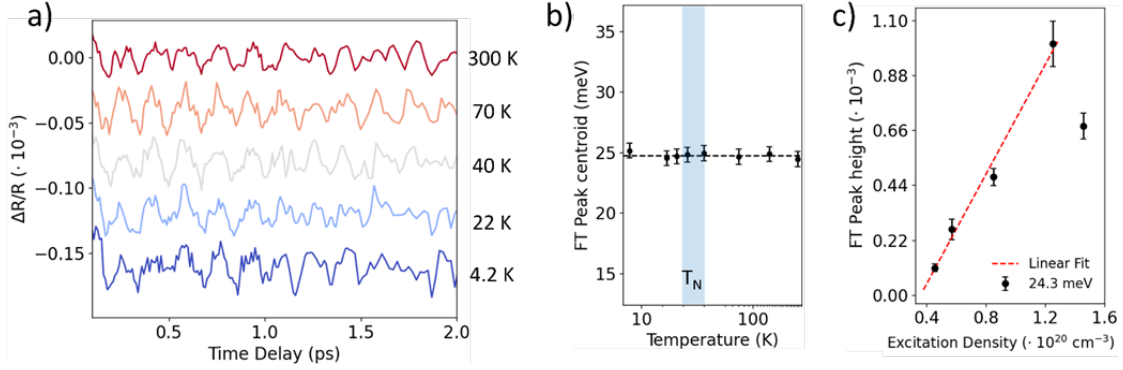 a)
ΔR/R (· 10⁻³)
0.00
−0.05
−0.10
−0.15
300 K
70 K
40 K
22 K
4.2 K
0.5
1.0
1.5
2.0
Time Delay (ps)
b)
FT Peak centroid (meV)
35
30
25
20
15
T_N
10
100
Temperature (K)
c)
FT Peak height (· 10⁻³)
1.10
0.88
0.66
0.44
0.22
0.00
Linear Fit
24.3 meV
0.4
0.8
1.2
1.6
Excitation Density (· 10²⁰ cm⁻³)